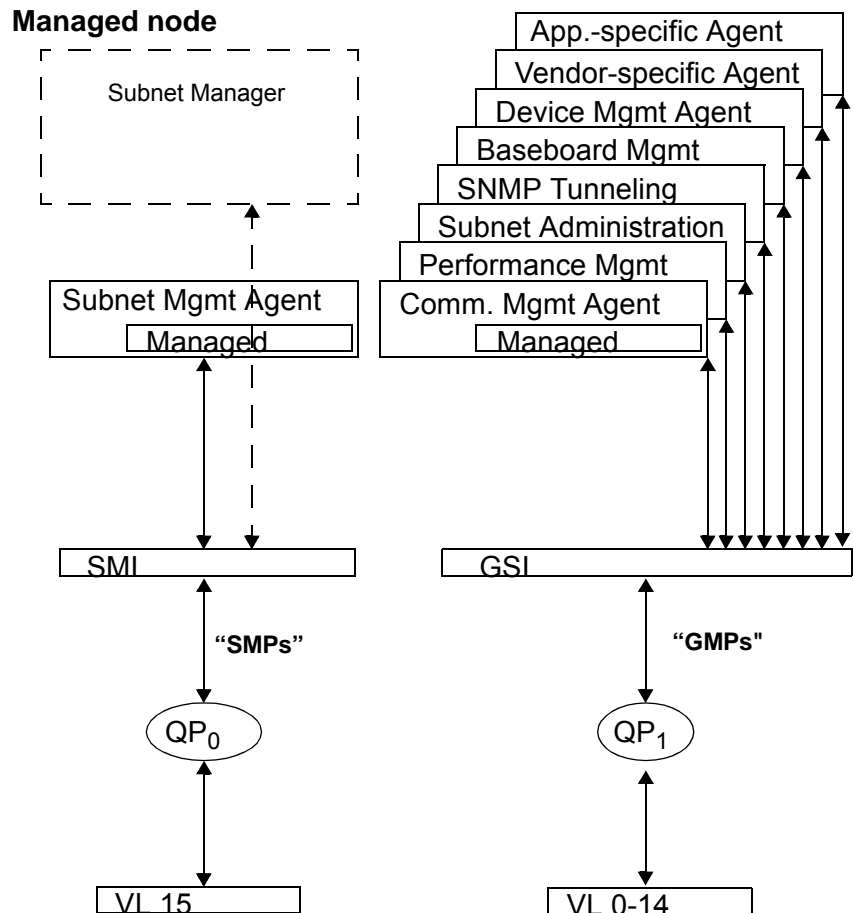 Managed node
Subnet Manager
Subnet Mgmt Agent
Managed
App.-specific Agent
Vendor-specific Agent
Device Mgmt Agent
Baseboard Mgmt
SNMP Tunneling
Subnet Administration
Performance Mgmt
Comm. Mgmt Agent
Managed
SMI
GSI
“SMPs”
“GMPs"
QP0
QP1
VL 15
VL 0-14